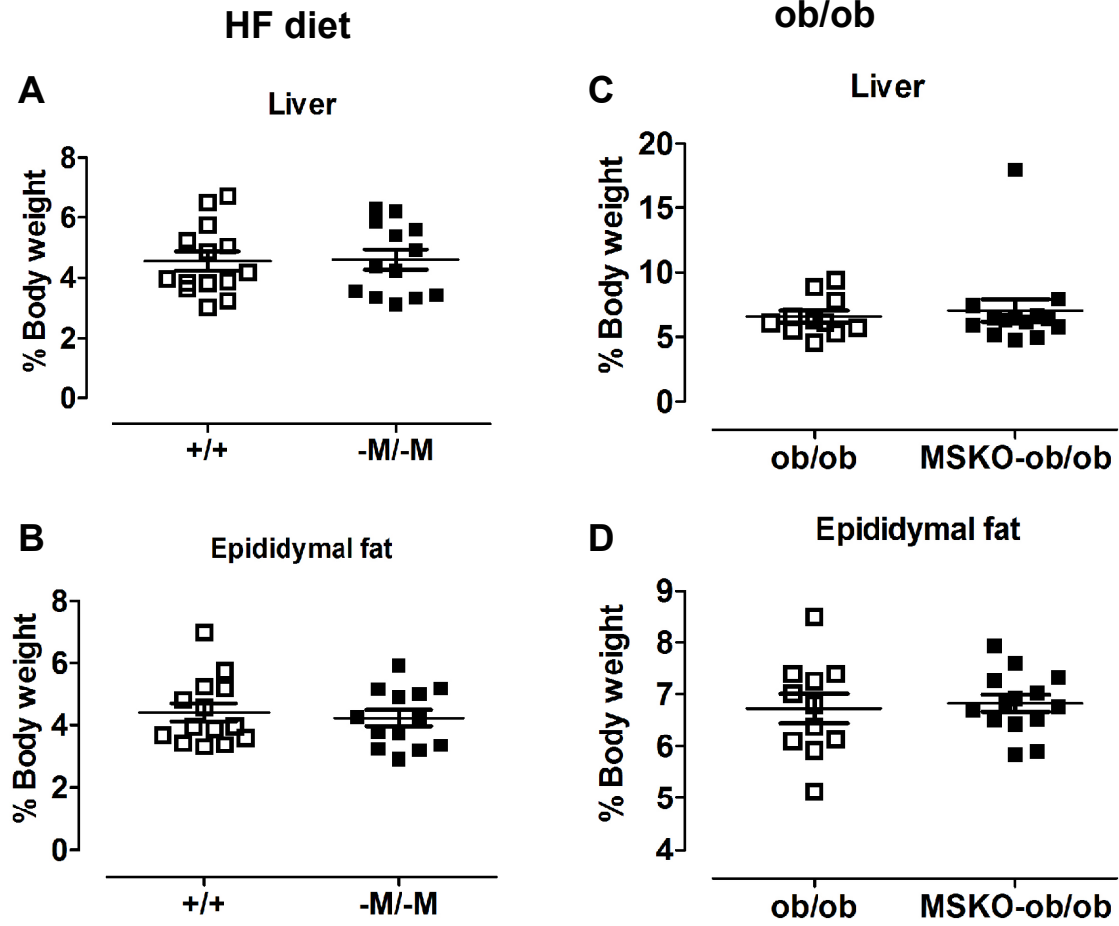 HF diet
ob/ob
A
Liver
% Body weight
8
6
4
2
0
+/+
-M/-M
C
Liver
% Body weight
20
15
10
5
0
ob/ob
MSKO-ob/ob
B
Epididymal fat
% Body weight
8
6
4
2
0
+/+
-M/-M
D
Epididymal fat
% Body weight
9
8
7
6
5
4
ob/ob
MSKO-ob/ob